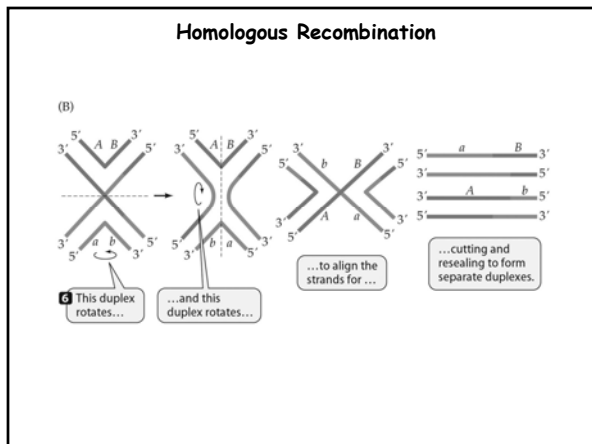 Homologous Recombination
(B)
5′ A B 3′
3′ 5′
3′ 5′
5′ a b 3′
5′ A B 3′
3′ 5′
3′ 5′
5′ b a 3′
3′ b B 3′
5′ 5′
3′ 3′
5′ A a 5′
5′ a B 3′
3′ 5′
5′ A b 3′
3′ 5′
6 This duplex
rotates…
…and this
duplex rotates…
…to align the
strands for …
…cutting and
resealing to form
separate duplexes.